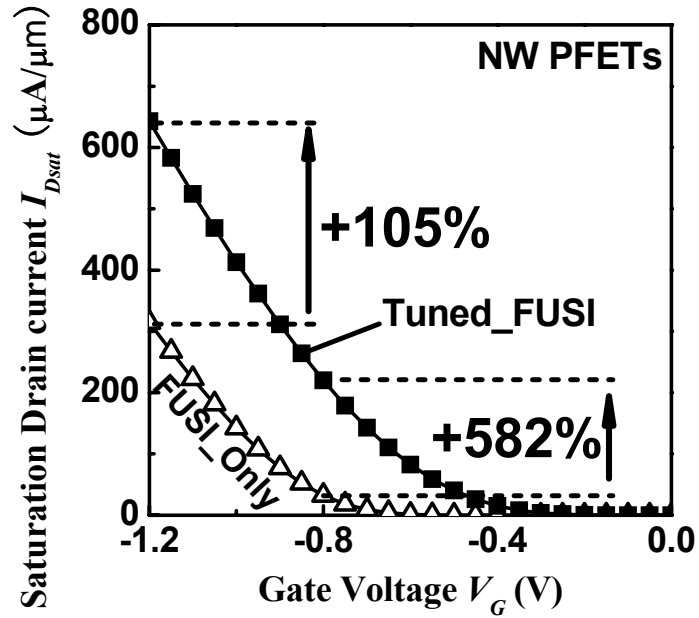 800
600
400
200
0
-1.2
-0.8
-0.4
0.0
Saturation Drain current I_Dsat (μA/μm)
Gate Voltage V_G (V)
NW PFETs
+105%
Tuned_FUSI
+582%
FUSI_Only